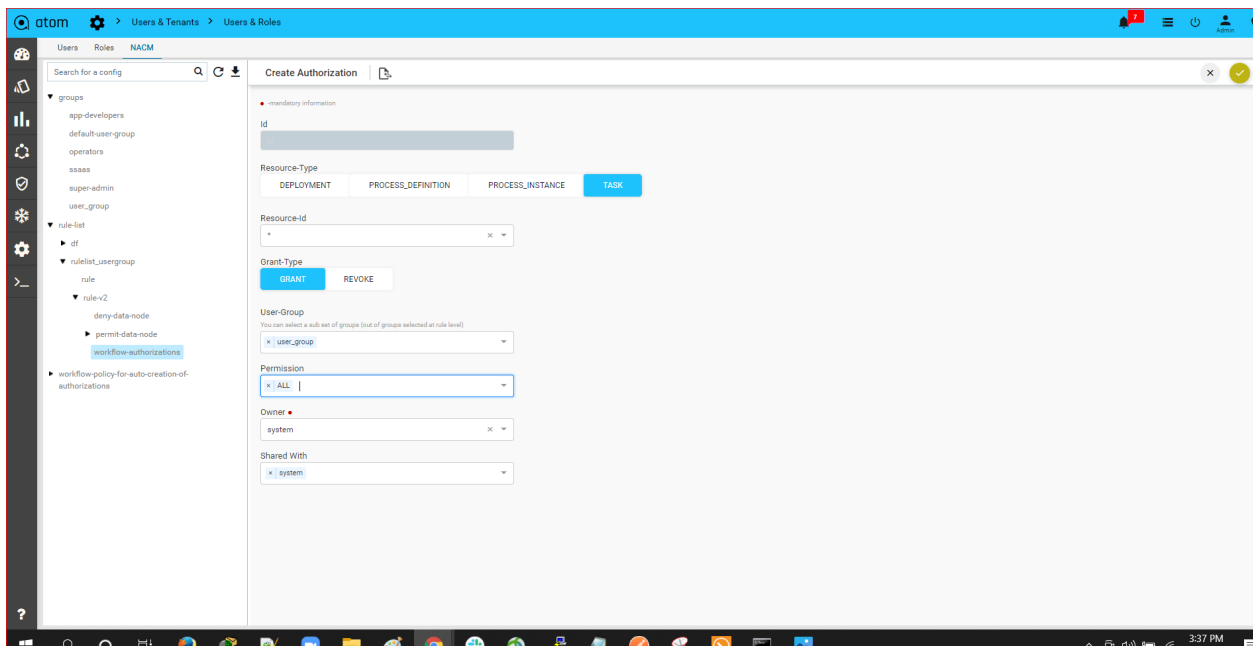 atom > Users & Tenants > Users & Roles 7 Admin
Users Roles NACM
Search for a config
Create Authorization
groups
app-developers
default-user-group
operators
ssaas
super-admin
user_group
rule-list
df
rulelist_usergroup
rule
rule-v2
deny-data-node
permit-data-node
workflow-authorizations
workflow-policy-for-auto-creation-of-
authorizations
-mandatory information
Id
Resource-Type
DEPLOYMENT PROCESS_DEFINITION PROCESS_INSTANCE TASK
Resource-Id
*
Grant-Type
GRANT REVOKE
User-Group
You can select a sub set of groups (out of groups selected at rule level)
× user_group
Permission
× ALL
Owner
system ×
Shared With
× system
?
3:37 PM